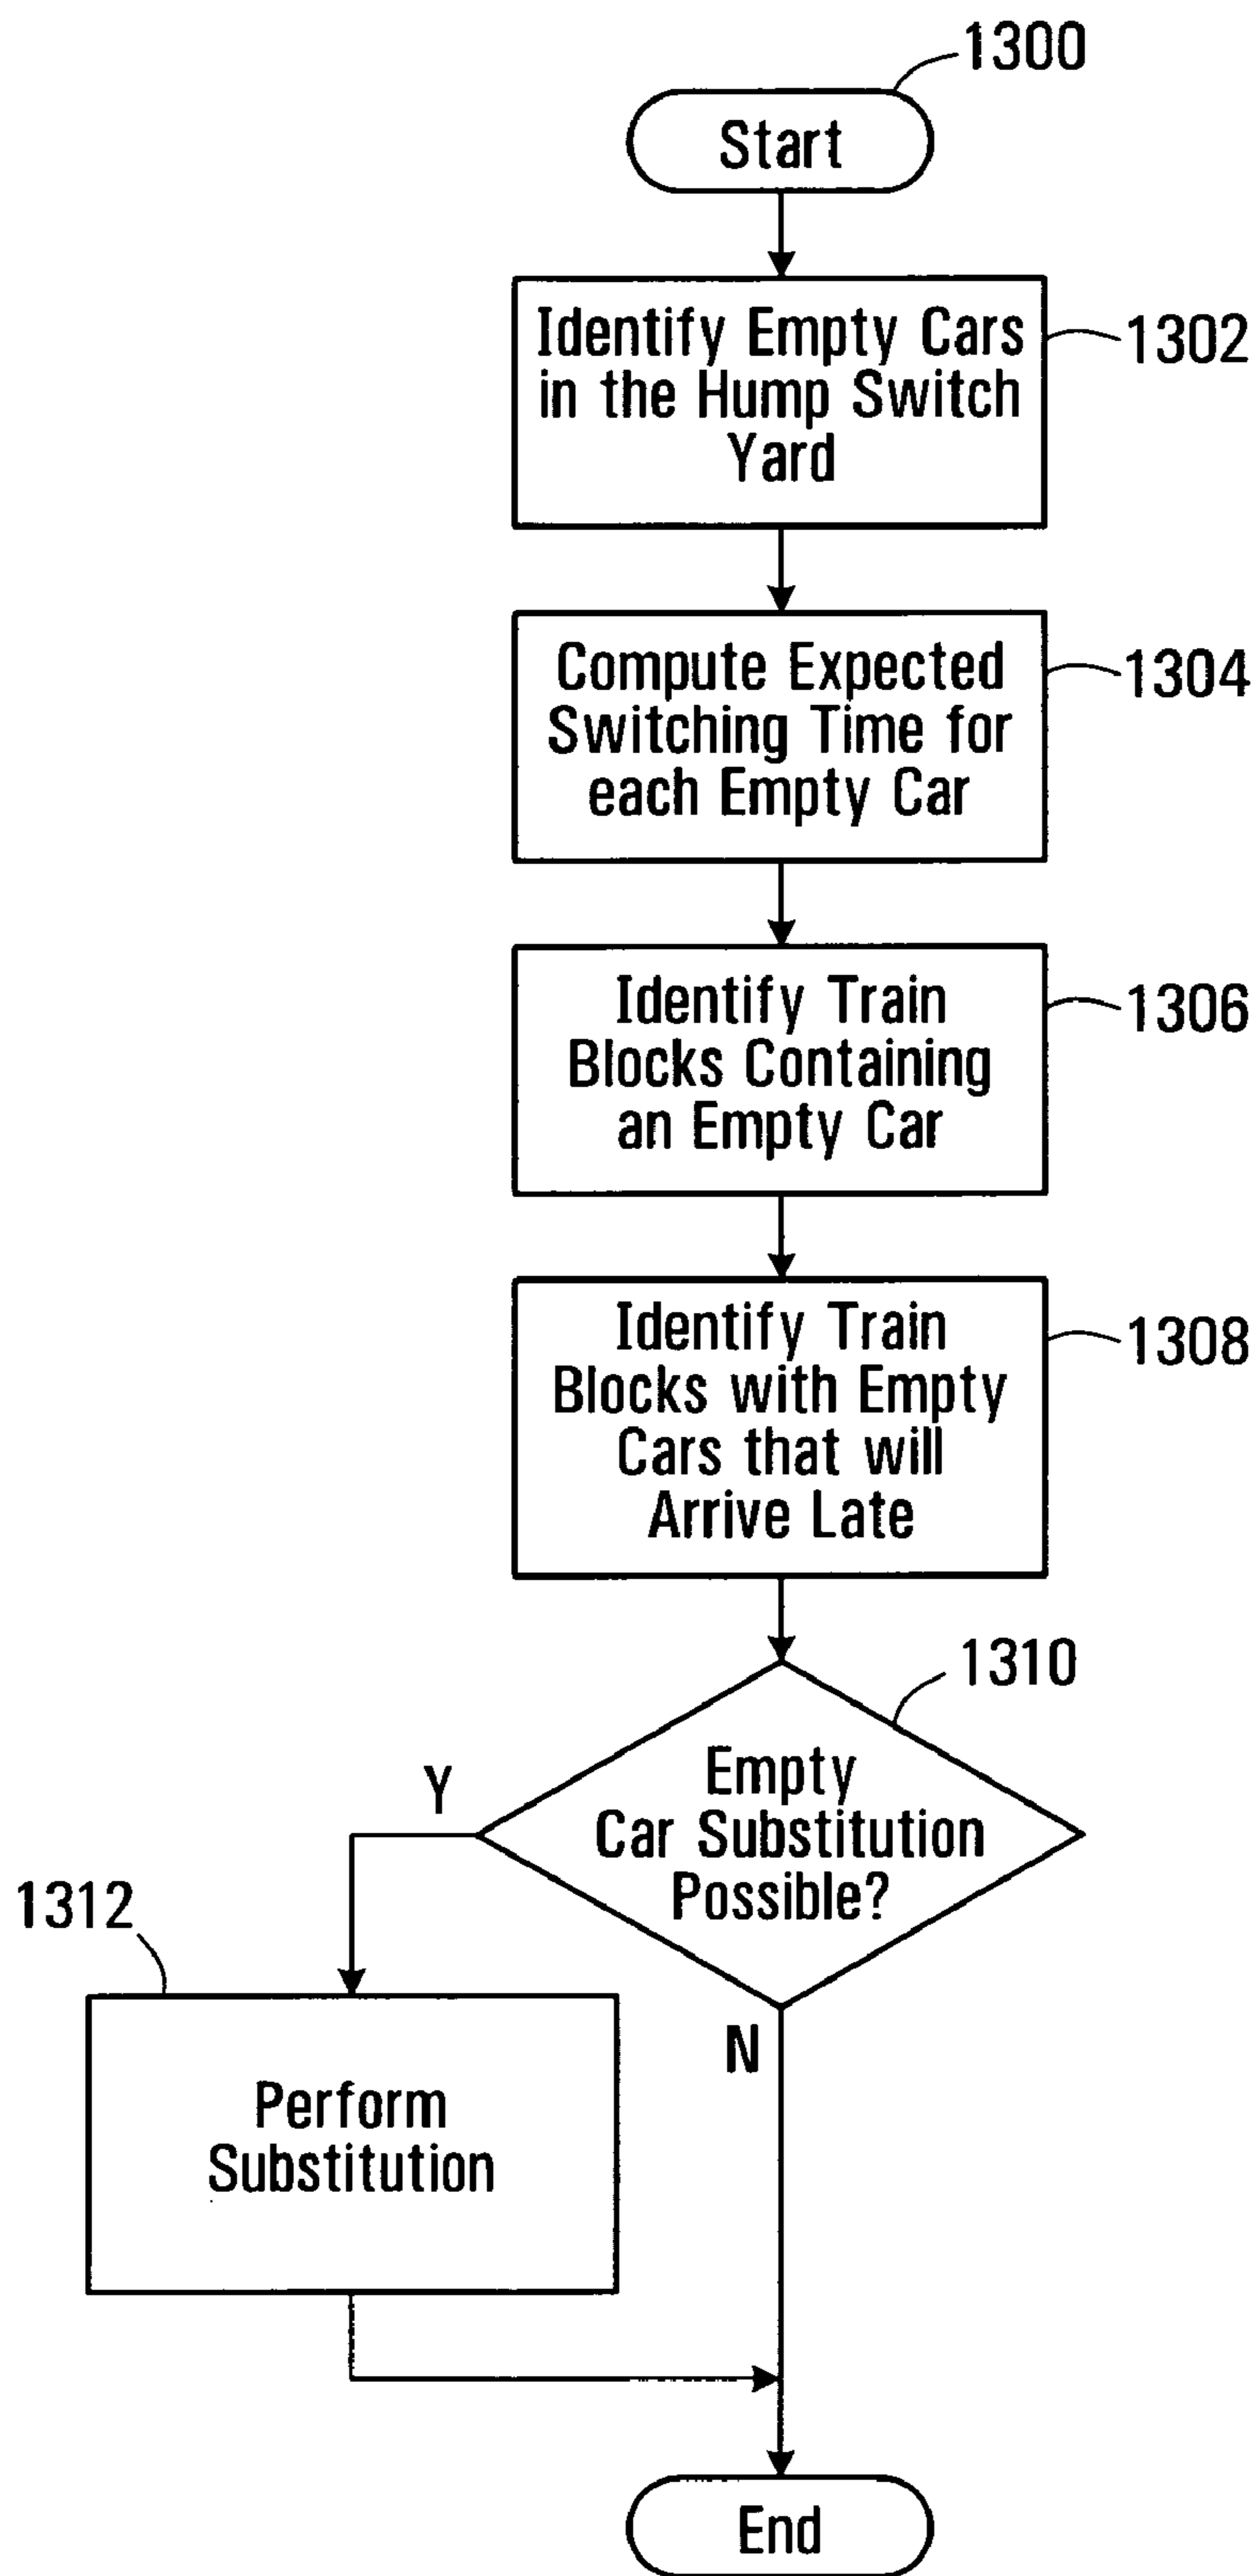 1300
Start
Identify Empty Cars
in the Hump Switch
Yard
1302
Compute Expected
Switching Time for
each Empty Car
1304
Identify Train
Blocks Containing
an Empty Car
1306
Identify Train
Blocks with Empty
Cars that will
Arrive Late
1308
1310
Empty
Car Substitution
Possible?
Y
N
1312
Perform
Substitution
End